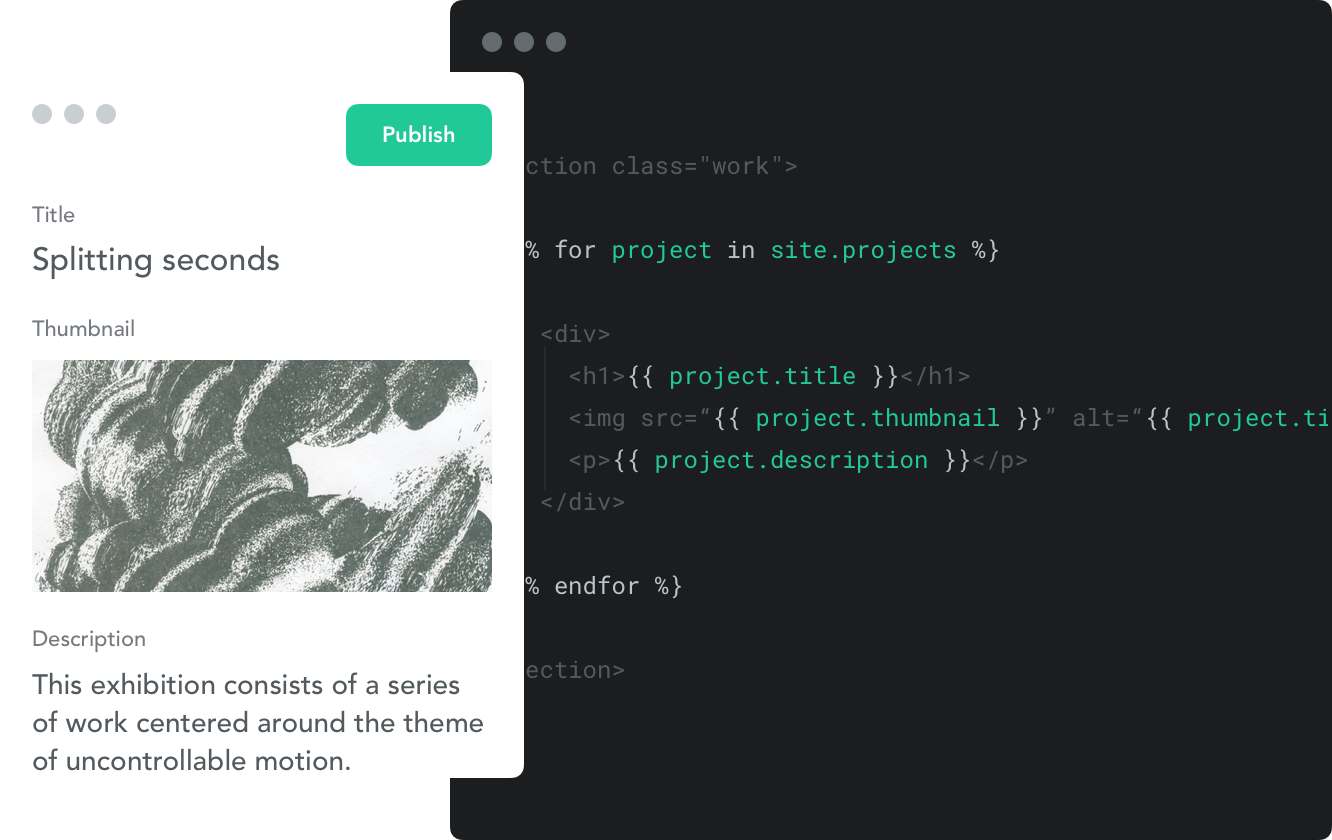 Publish
Title
Splitting seconds
Thumbnail
Description
This exhibition consists of a series
of work centered around the theme
of uncontrollable motion.
ction class="work">
% for project in site.projects %}
<div>
<h1>{{ project.title }}</h1>
<img src=“{{ project.thumbnail }}” alt=“{{ project.ti
<p>{{ project.description }}</p>
</div>
% endfor %}
ection>